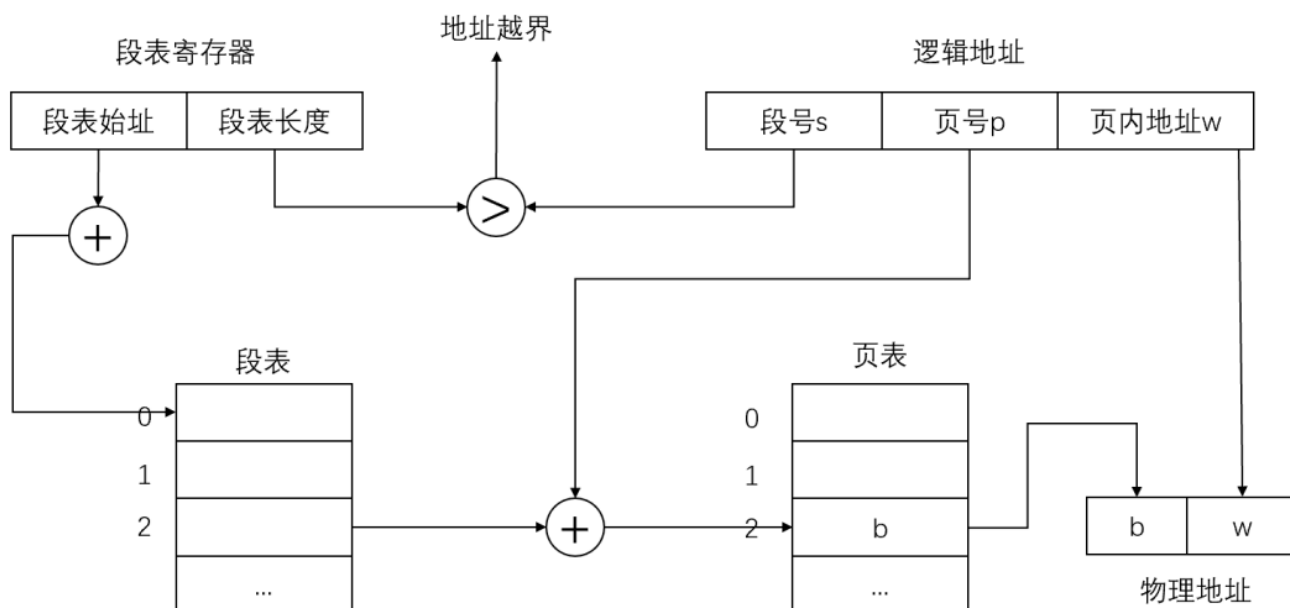 地址越界
段表寄存器
逻辑地址
段表始址 段表长度
段号s 页号p 页内地址w
>
+
段表
页表
0
0
1
1
2
+
2 b
b w
...
...
物理地址